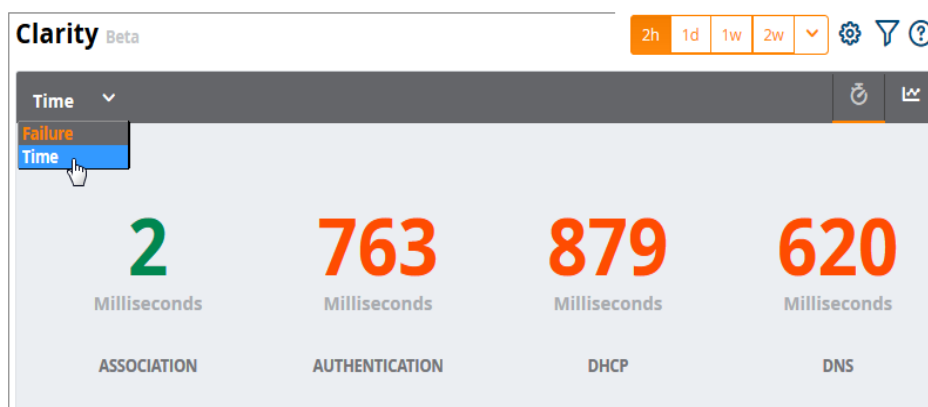 Clarity Beta
2h 1d 1w 2w
Time
Failure
Time
2 763 879 620
Milliseconds Milliseconds Milliseconds Milliseconds
ASSOCIATION AUTHENTICATION DHCP DNS